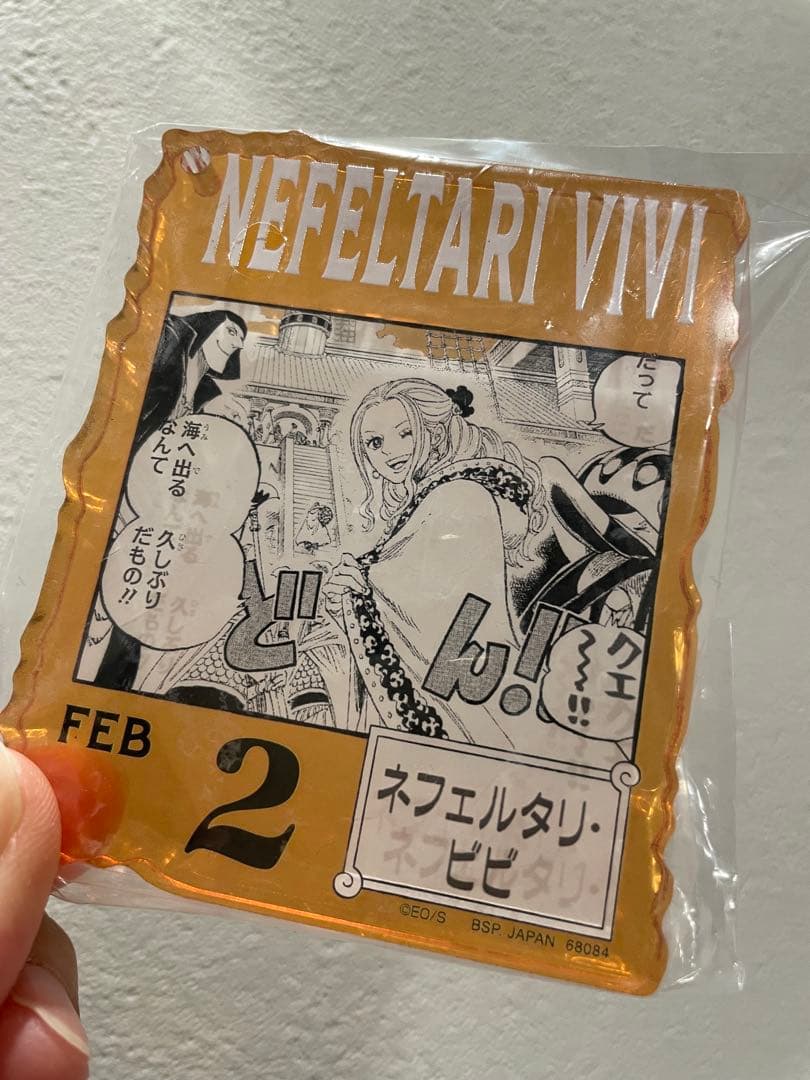 NEFELTARI VIVI
だって
海へ出る
なんて
久しぶり
だもの!!
どん!!
クエ
〜〜!!
FEB
2
ネフェルタリ・
ビビ
©EO/S BSP. JAPAN 68084